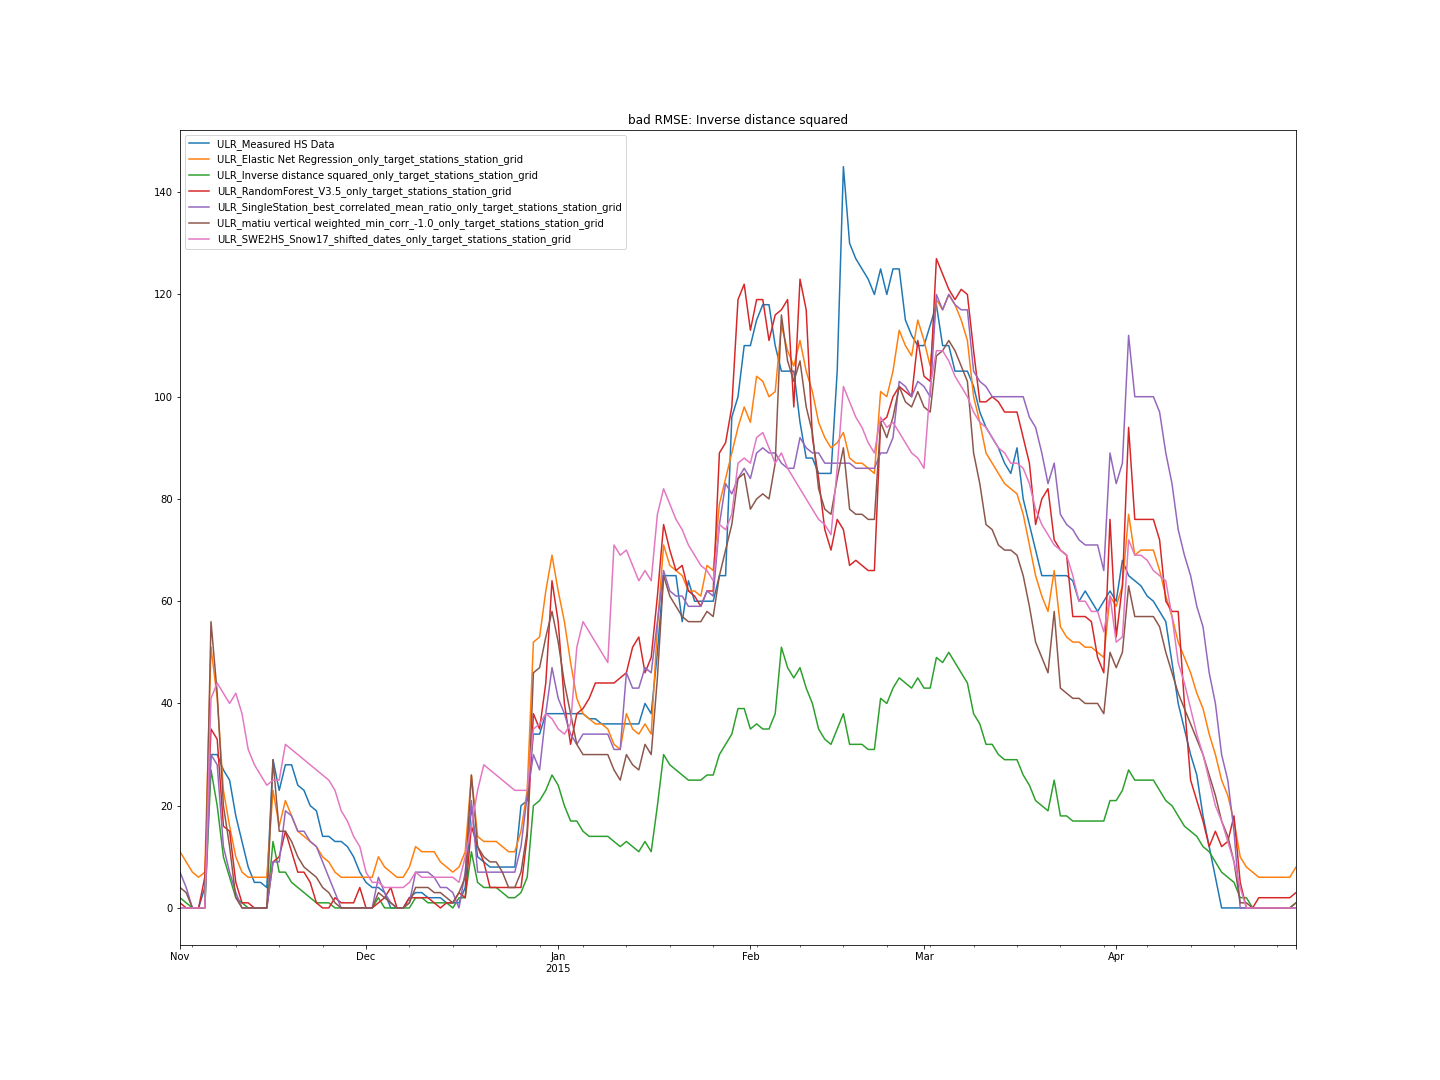 bad RMSE: Inverse distance squared
ULR_Measured HS Data
ULR_Elastic Net Regression_only_target_stations_station_grid
ULR_Inverse distance squared_only_target_stations_station_grid
ULR_RandomForest_V3.5_only_target_stations_station_grid
ULR_SingleStation_best_correlated_mean_ratio_only_target_stations_station_grid
ULR_matiu vertical weighted_min_corr_-1.0_only_target_stations_station_grid
ULR_SWE2HS_Snow17_shifted_dates_only_target_stations_station_grid
140
120
100
80
60
40
20
0
Nov Dec Jan Feb Mar Apr
2015